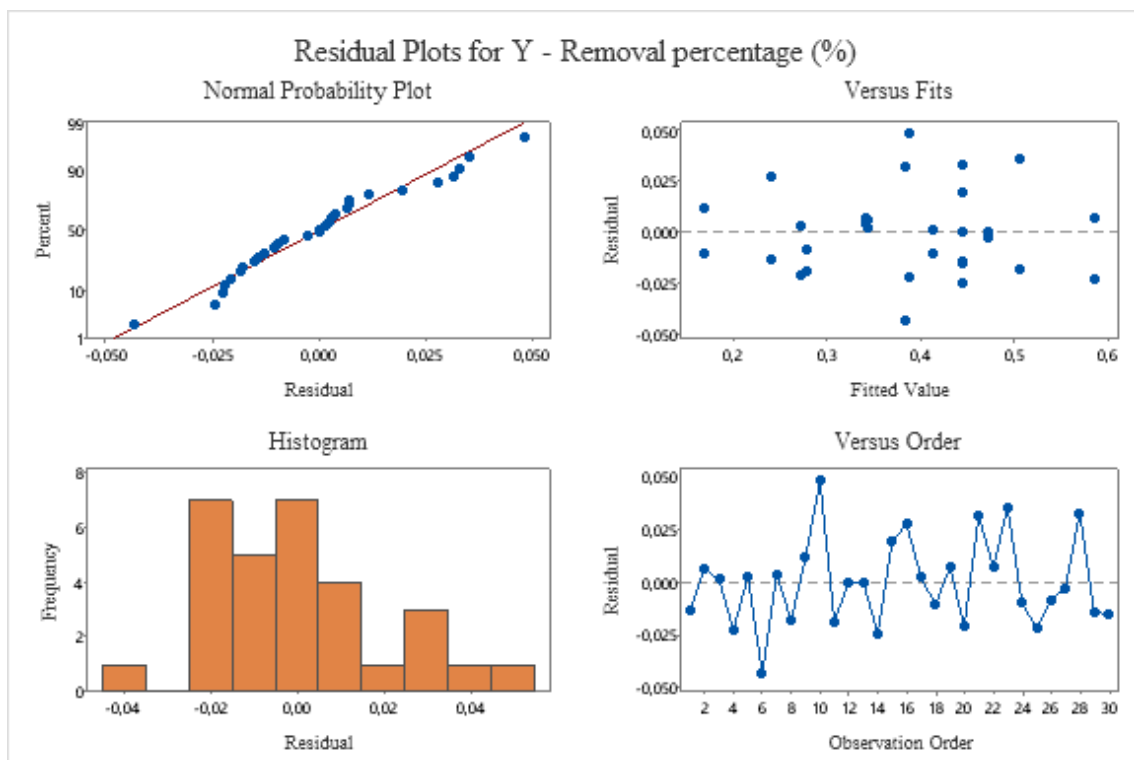 Residual Plots for Y - Removal percentage (%)
Normal Probability Plot
99
90
50
10
1
Percent
-0,050
-0,025
0,000
0,025
0,050
Residual
Versus Fits
0,050
0,025
0,000
-0,025
-0,050
Residual
0,2
0,3
0,4
0,5
0,6
Fitted Value
Histogram
8
6
4
2
0
Frequency
-0,04
-0,02
0,00
0,02
0,04
Residual
Versus Order
0,050
0,025
0,000
-0,025
-0,050
Residual
2 4 6 8 10 12 14 16 18 20 22 24 26 28 30
Observation Order